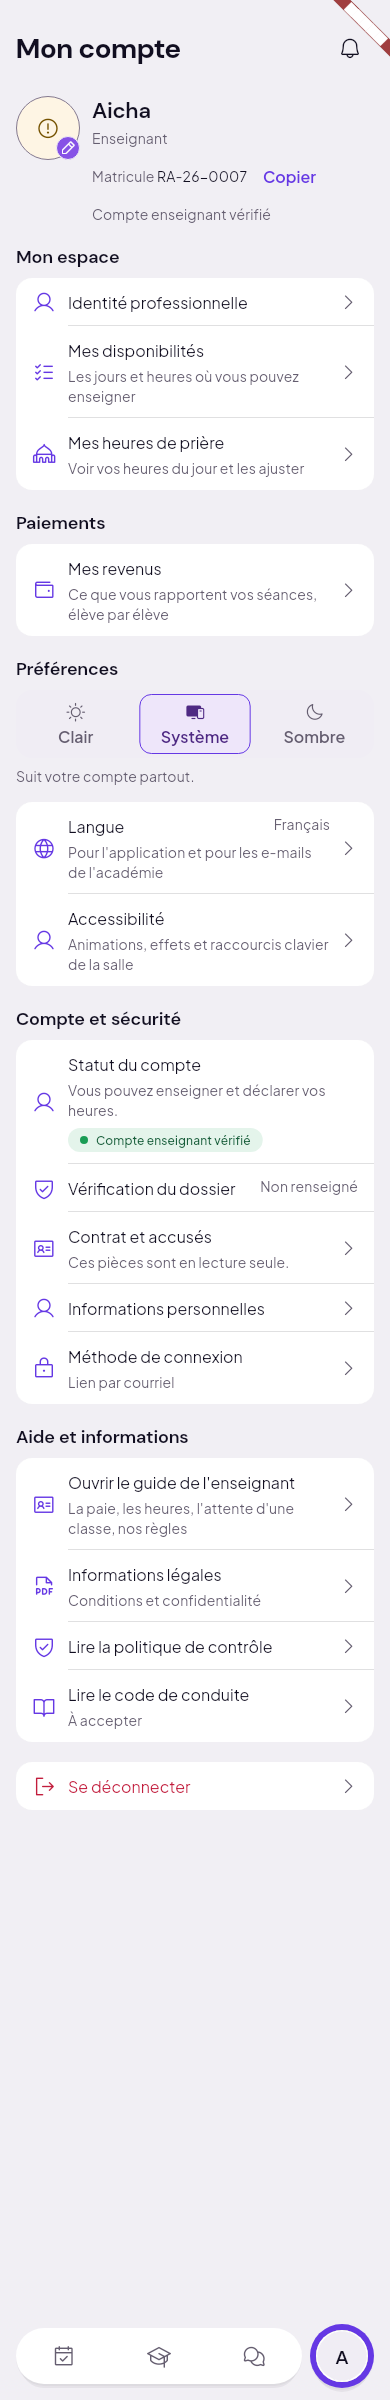 Mon compte
Aicha
Enseignant
Matricule RA-26-0007 Copier
Compte enseignant vérifié
Mon espace
Identité professionnelle
Mes disponibilités
Les jours et heures où vous pouvez
enseigner
Mes heures de prière
Voir vos heures du jour et les ajuster
Paiements
Mes revenus
Ce que vous rapportent vos séances,
élève par élève
Préférences
Clair
Système
Sombre
Suit votre compte partout.
Langue
Français
Pour l'application et pour les e-mails
de l'académie
Accessibilité
Animations, effets et raccourcis clavier
de la salle
Compte et sécurité
Statut du compte
Vous pouvez enseigner et déclarer vos
heures.
Compte enseignant vérifié
Vérification du dossier
Non renseigné
Contrat et accusés
Ces pièces sont en lecture seule.
Informations personnelles
Méthode de connexion
Lien par courriel
Aide et informations
Ouvrir le guide de l'enseignant
La paie, les heures, l'attente d'une
classe, nos règles
PDF
Informations légales
Conditions et confidentialité
Lire la politique de contrôle
Lire le code de conduite
À accepter
Se déconnecter
A